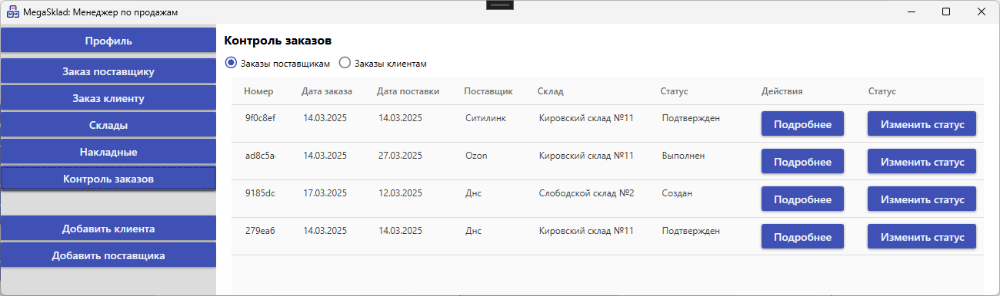 MegaSklad: Менеджер по продажам
Профиль
Заказ поставщику
Заказ клиенту
Склады
Накладные
Контроль заказов
Добавить клиента
Добавить поставщика
Контроль заказов
Заказы поставщикам Заказы клиентам
Номер Дата заказа Дата поставки Поставщик Склад Статус Действия Статус
9f0c8ef 14.03.2025 14.03.2025 Ситилинк Кировский склад №11 Подтвержден Подробнее Изменить статус
ad8c5a 14.03.2025 27.03.2025 Ozon Кировский склад №11 Выполнен Подробнее Изменить статус
9185dc 17.03.2025 12.03.2025 Днс Слободской склад №2 Создан Подробнее Изменить статус
279ea6 14.03.2025 14.03.2025 Днс Кировский склад №11 Подтвержден Подробнее Изменить статус